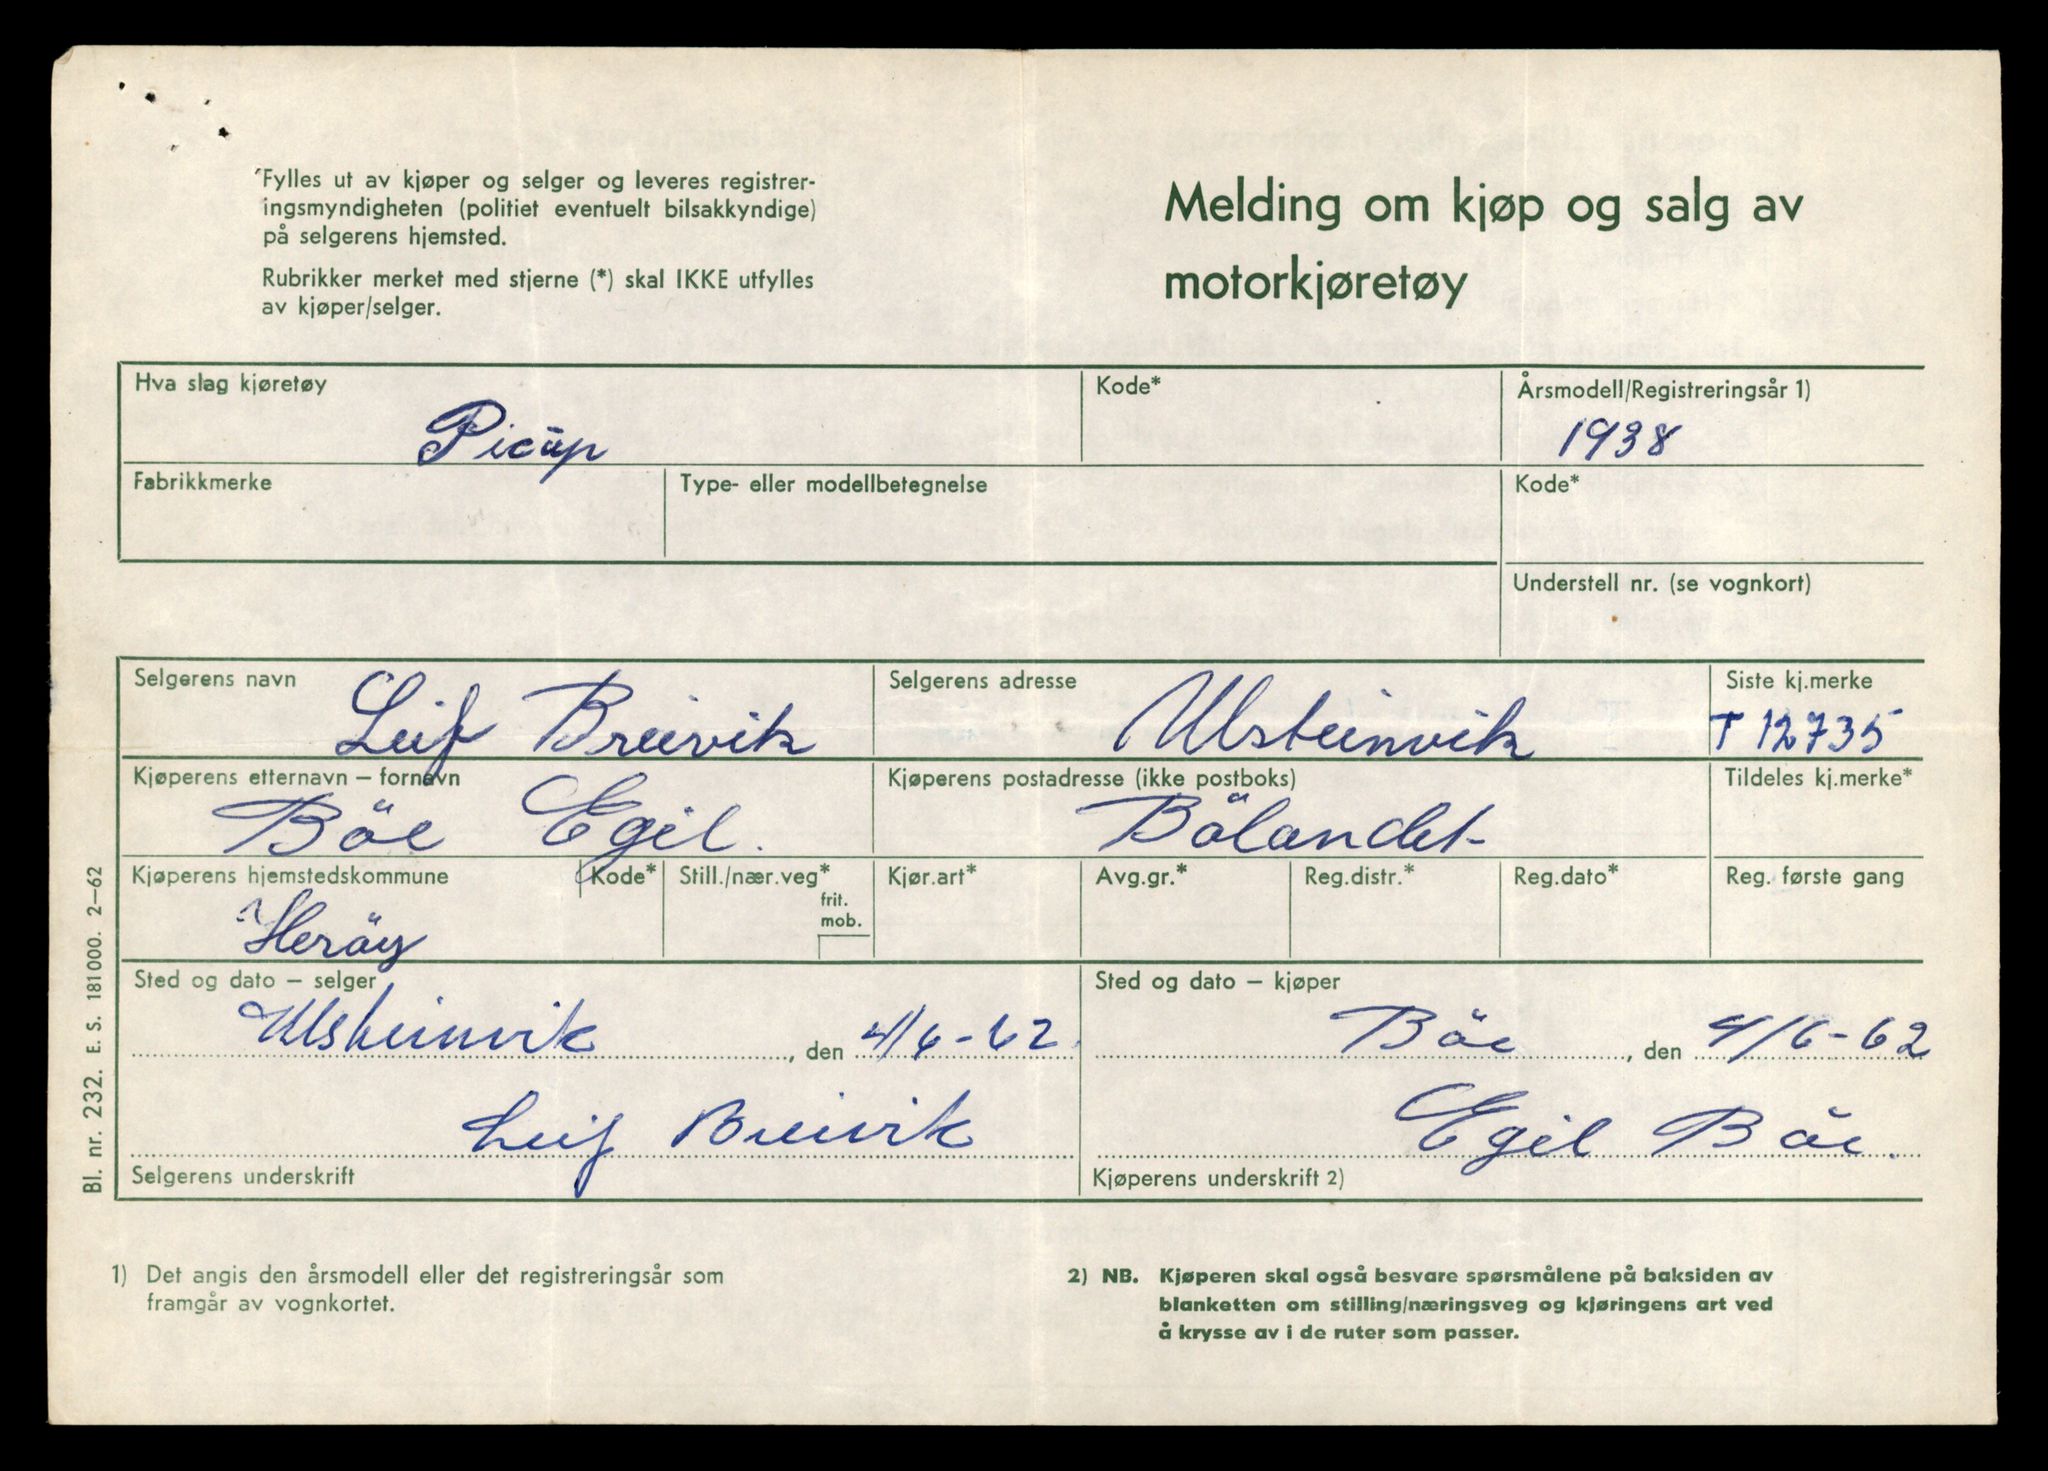 Fylles ut av kjøper og selger og leveres registrer-
ingsmyndigheten (politiet eventuelt bilsakkyndige)
på selgerens hjemsted.
Rubrikker merket med stjerne (*) skal IKKE utfylles
av kjøper/selger.
Melding om kjøp og salg av
motorkjøretøy
Hva slag kjøretøy
Picüp
Kode*
Årsmodell/Registreringsår 1)
1938
Fabrikkmerke
Type- eller modellbetegnelse
Kode*
Understell nr. (se vognkort)
Selgerens navn
Leif Breivik
Selgerens adresse
Ulsteinvik
Siste kj.merke
T 12735
Kjøperens etternavn – fornavn
Böe Egil.
Kjøperens postadresse (ikke postboks)
Bölandet
Tildeles kj.merke*
Kjøperens hjemstedskommune
Heröy
Kode*
Still./nær.veg*
frit.
mob.
Kjør.art*
Avg.gr.*
Reg.distr.*
Reg.dato*
Reg. første gang
Sted og dato – selger
Ulsteinvik, den 4/6-62
Sted og dato – kjøper
Böe, den 4/6-62
Leif Breivik
Selgerens underskrift
Egil Böe.
Kjøperens underskrift 2)
Bl. nr. 232. E. S. 181000. 2–62
1) Det angis den årsmodell eller det registreringsår som
framgår av vognkortet.
2) NB. Kjøperen skal også besvare spørsmålene på baksiden av
blanketten om stilling/næringsveg og kjøringens art ved
å krysse av i de ruter som passer.